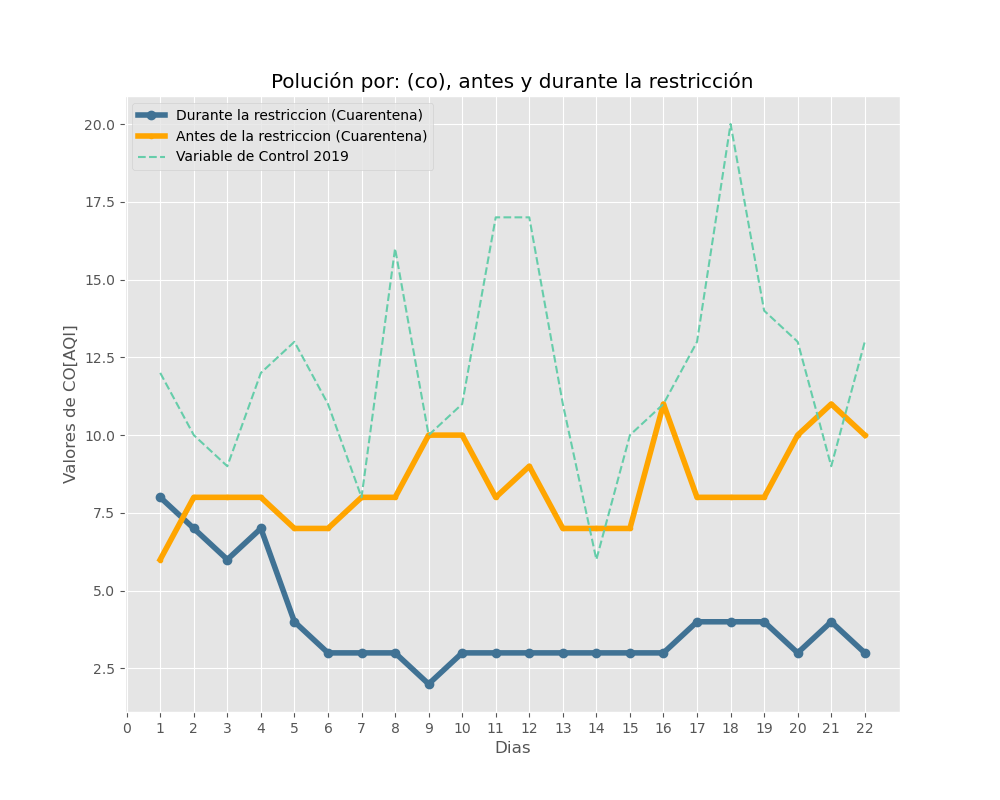 Polución por: (co), antes y durante la restricción
Durante la restriccion (Cuarentena)
Antes de la restriccion (Cuarentena)
Variable de Control 2019
Valores de CO[AQI]
20.0
17.5
15.0
12.5
10.0
7.5
5.0
2.5
0 1 2 3 4 5 6 7 8 9 10 11 12 13 14 15 16 17 18 19 20 21 22
Dias